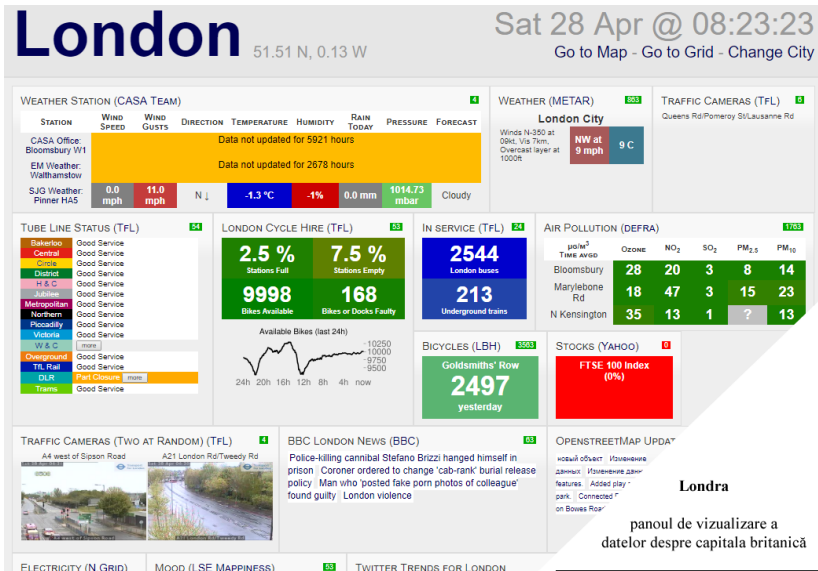 London 51.51 N, 0.13 W
Sat 28 Apr @ 08:23:23
Go to Map - Go to Grid - Change City
WEATHER STATION (CASA TEAM) 4
STATION WIND SPEED WIND GUSTS DIRECTION TEMPERATURE HUMIDITY RAIN TODAY PRESSURE FORECAST
CASA Office: Bloomsbury W1 Data not updated for 5921 hours
EM Weather: Walthamstow Data not updated for 2678 hours
SJG Weather: Pinner HA5 0.0 mph 11.0 mph N ↓ -1.3 °C -1% 0.0 mm 1014.73 mbar Cloudy
WEATHER (METAR) 863
London City
Winds N-350 at
09kt, Vis 7km,
Overcast layer at
1000ft
NW at
9 mph
9 C
TRAFFIC CAMERAS (TFL) 6
Queens Rd/Pomeroy St/Lausanne Rd
TUBE LINE STATUS (TFL) 54
Bakerloo Good Service
Central Good Service
Circle Good Service
District Good Service
H & C Good Service
Jubilee Good Service
Metropolitan Good Service
Northern Good Service
Piccadilly Good Service
Victoria Good Service
W & C more
Overground Good Service
TfL Rail Good Service
DLR Part Closure more
Trams Good Service
LONDON CYCLE HIRE (TFL) 53
2.5 % 7.5 %
Stations Full Stations Empty
9998 168
Bikes Available Bikes or Docks Faulty
Available Bikes (last 24h)
10250
10000
9750
9500
24h 20h 16h 12h 8h 4h now
IN SERVICE (TFL) 24
2544
London buses
213
Underground trains
AIR POLLUTION (DEFRA) 1763
µg/m³ TIME AVGD OZONE NO2 SO2 PM2.5 PM10
Bloomsbury 28 20 3 8 14
Marylebone Rd 18 47 3 15 23
N Kensington 35 13 1 ? 13
BICYCLES (LBH) 3563
Goldsmiths' Row
2497
yesterday
STOCKS (YAHOO) 0
FTSE 100 Index
(0%)
TRAFFIC CAMERAS (TWO AT RANDOM) (TFL) 4
A4 west of Sipson Road A21 London Rd/Tweedy Rd
BBC LONDON NEWS (BBC) 63
Police-killing cannibal Stefano Brizzi hanged himself in
prison Coroner ordered to change 'cab-rank' burial release
policy Man who 'posted fake porn photos of colleague'
found guilty London violence
OPENSTREETMAP UPDAT
новый объект Изменение
данных Изменение
features. Added play
park. Connected
on Bowes Roa
Londra
panoul de vizualizare a
datelor despre capitala britanică
ELECTRICITY (N GRID) MOOD (LSE MAPPINESS) 53 TWITTER TRENDS FOR LONDON